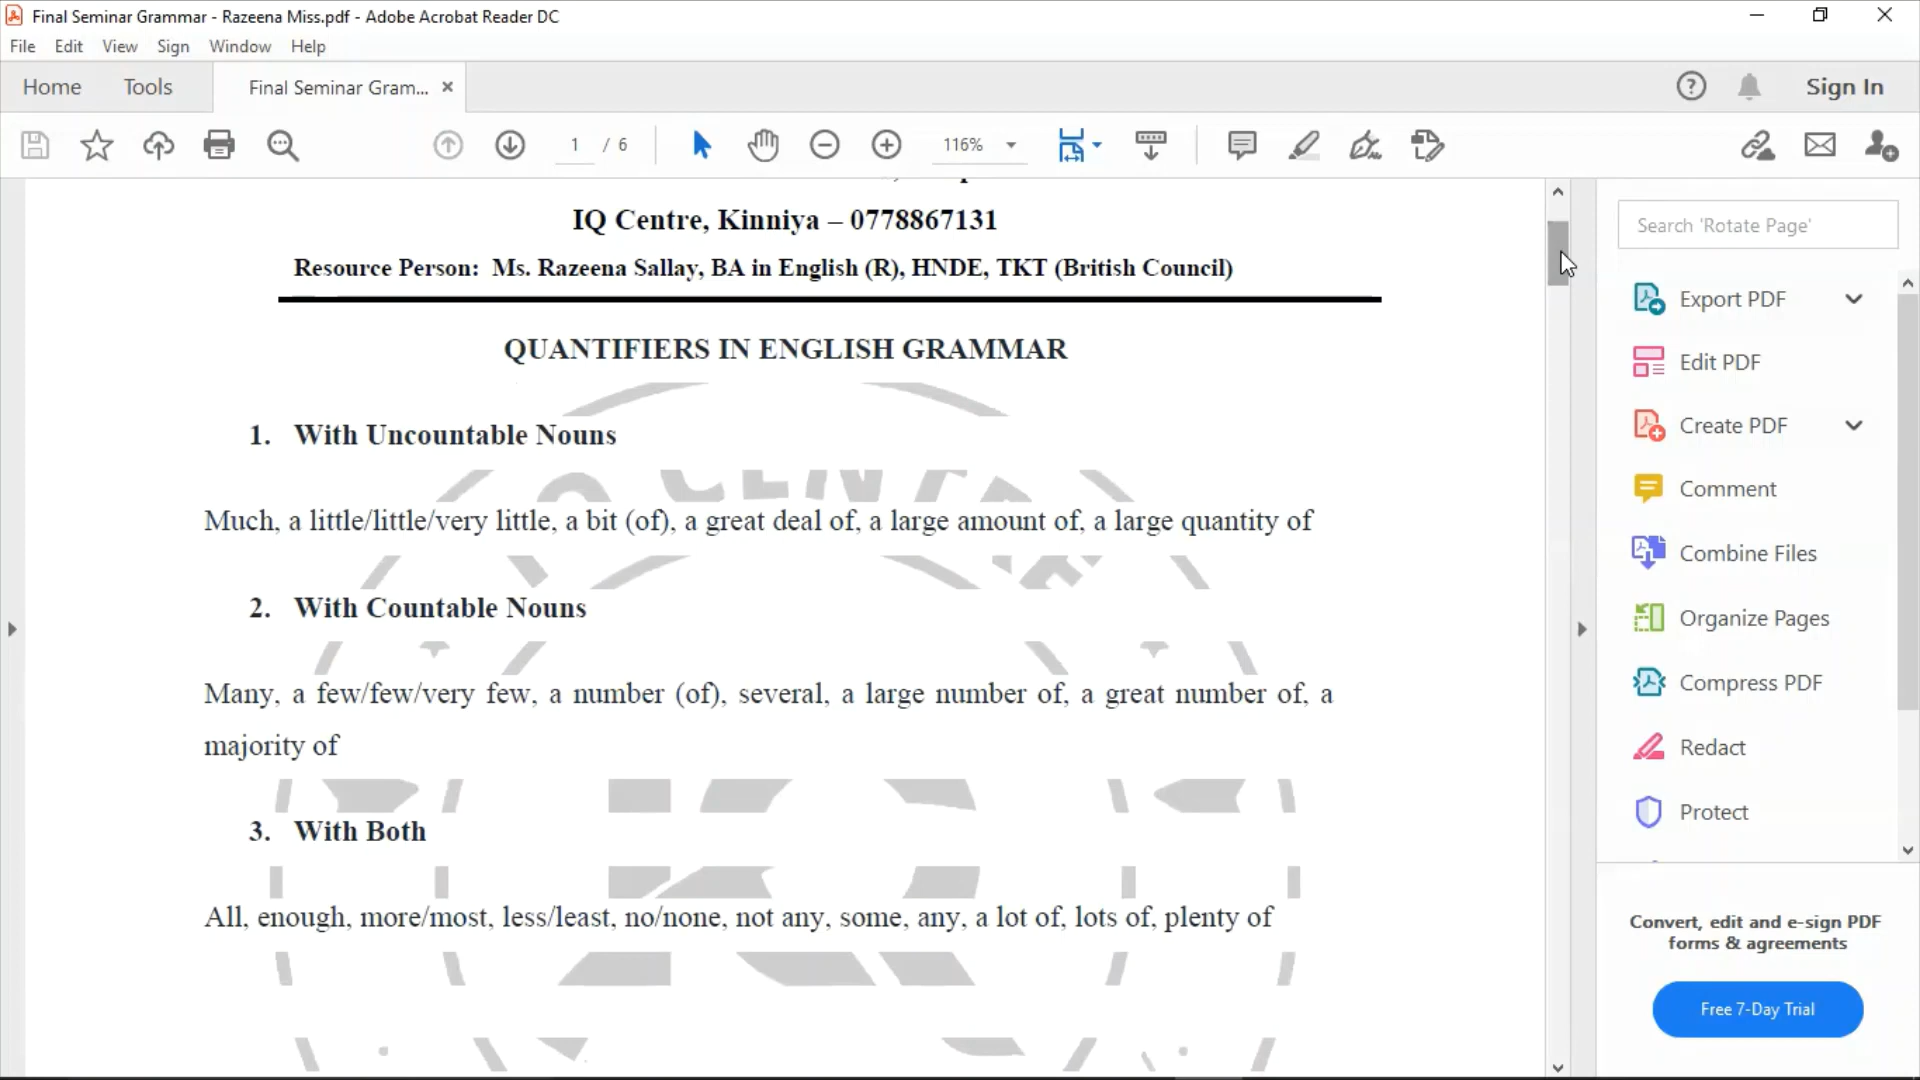 Final Seminar Grammar - Razeena Miss.pdf - Adobe Acrobat Reader DC
File Edit View Sign Window Help
Home Tools Final Seminar Gram... Sign In
1 / 6 116%
IQ Centre, Kinniya – 0778867131
Resource Person: Ms. Razeena Sallay, BA in English (R), HNDE, TKT (British Council)
QUANTIFIERS IN ENGLISH GRAMMAR
1. With Uncountable Nouns
Much, a little/little/very little, a bit (of), a great deal of, a large amount of, a large quantity of
2. With Countable Nouns
Many, a few/few/very few, a number (of), several, a large number of, a great number of, a
majority of
3. With Both
All, enough, more/most, less/least, no/none, not any, some, any, a lot of, lots of, plenty of
Search 'Rotate Page'
Export PDF
Edit PDF
Create PDF
Comment
Combine Files
Organize Pages
Compress PDF
Redact
Protect
Convert, edit and e-sign PDF
forms & agreements
Free 7-Day Trial